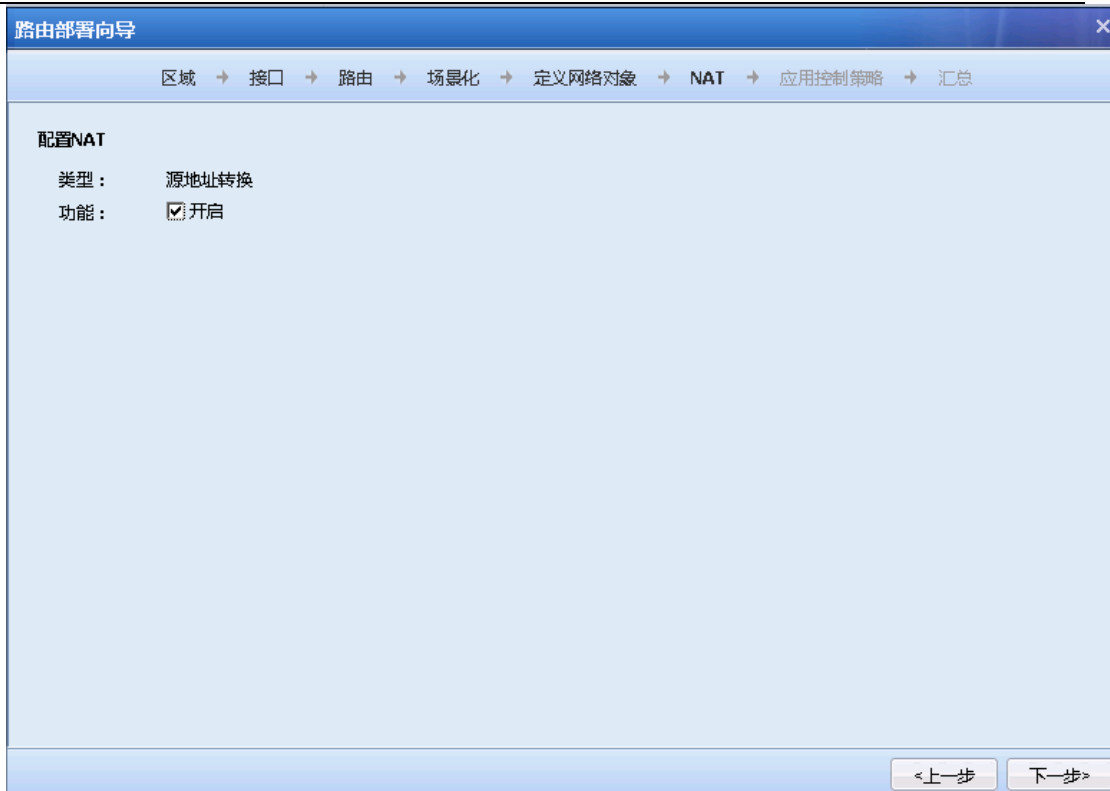 路由部署向导
区域 → 接口 → 路由 → 场景化 → 定义网络对象 → NAT → 应用控制策略 → 汇总
配置NAT
类型： 源地址转换
功能： 开启
<上一步 下一步>